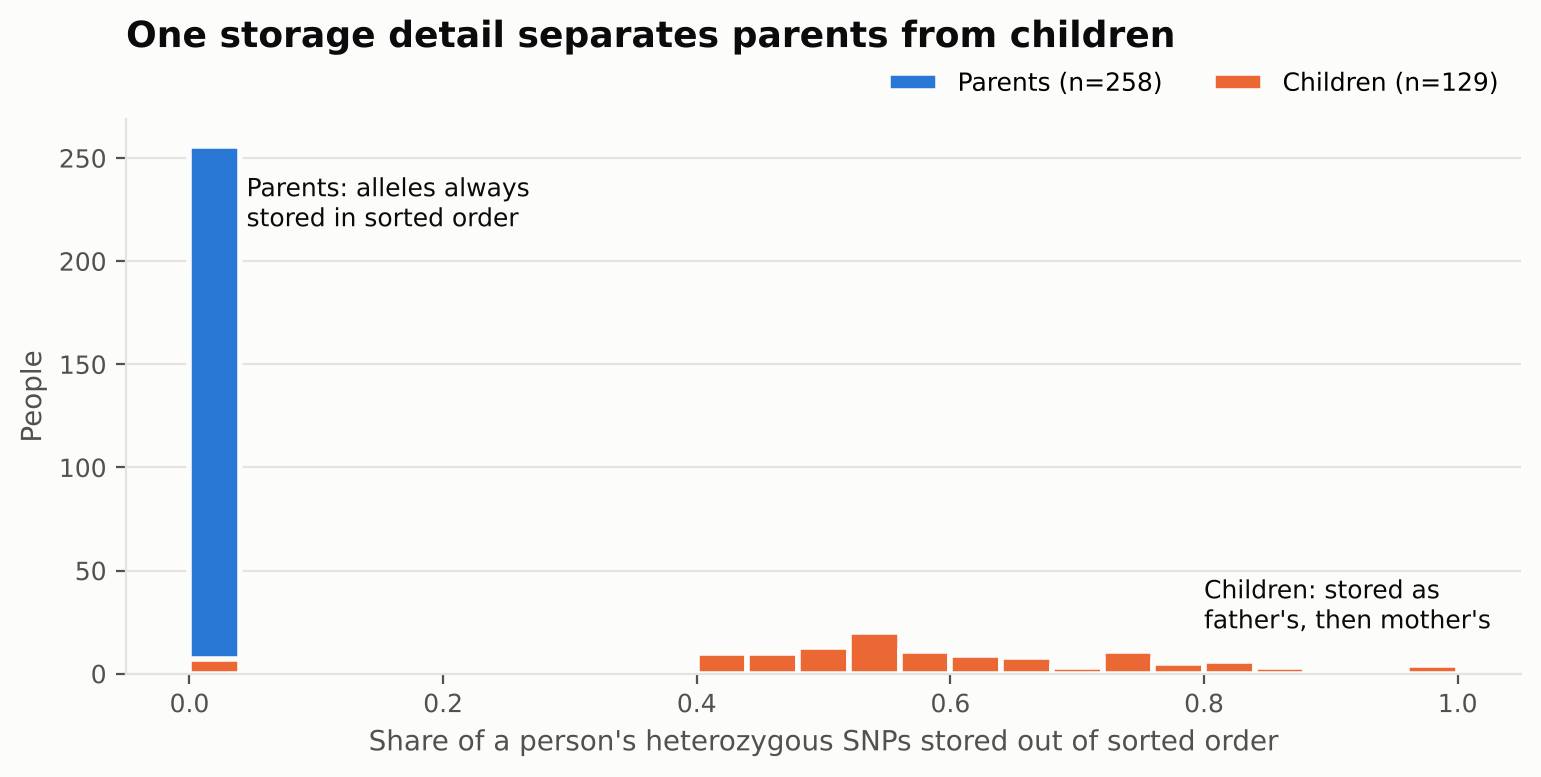 One storage detail separates parents from children
Parents (n=258)
Children (n=129)
250
200
150
100
50
0
People
Parents: alleles always
stored in sorted order
Children: stored as
father's, then mother's
0.0
0.2
0.4
0.6
0.8
1.0
Share of a person's heterozygous SNPs stored out of sorted order